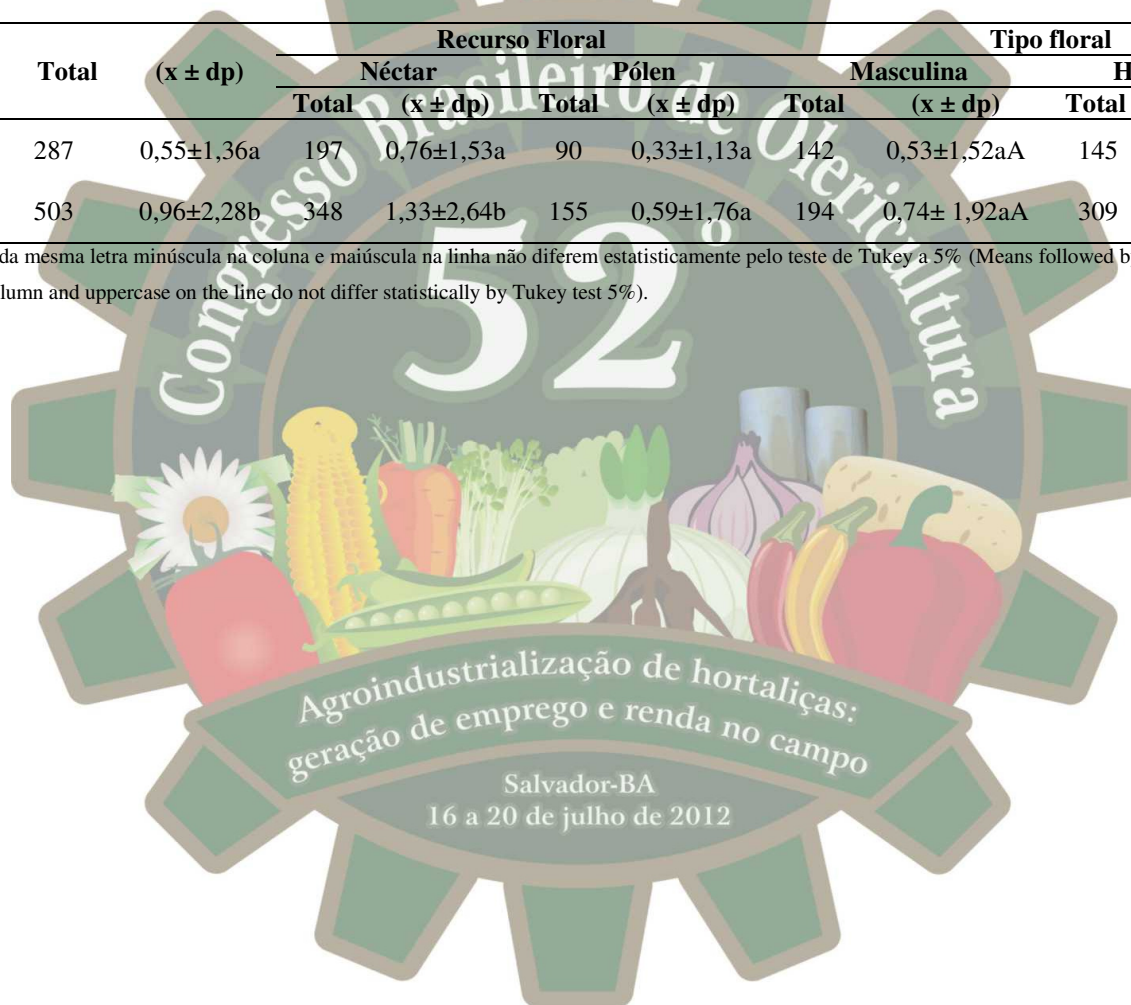 Recurso Floral Tipo floral
Total (x ± dp) Néctar Pólen Masculina H
Total (x ± dp) Total (x ± dp) Total (x ± dp) Total
287 0,55±1,36a 197 0,76±1,53a 90 0,33±1,13a 142 0,53±1,52aA 145
503 0,96±2,28b 348 1,33±2,64b 155 0,59±1,76a 194 0,74± 1,92aA 309
da mesma letra minúscula na coluna e maiúscula na linha não diferem estatisticamente pelo teste de Tukey a 5% (Means followed b
lumn and uppercase on the line do not differ statistically by Tukey test 5%).
Congresso Brasileiro de Olericultura
52º
Agroindustrialização de hortaliças:
geração de emprego e renda no campo
Salvador-BA
16 a 20 de julho de 2012